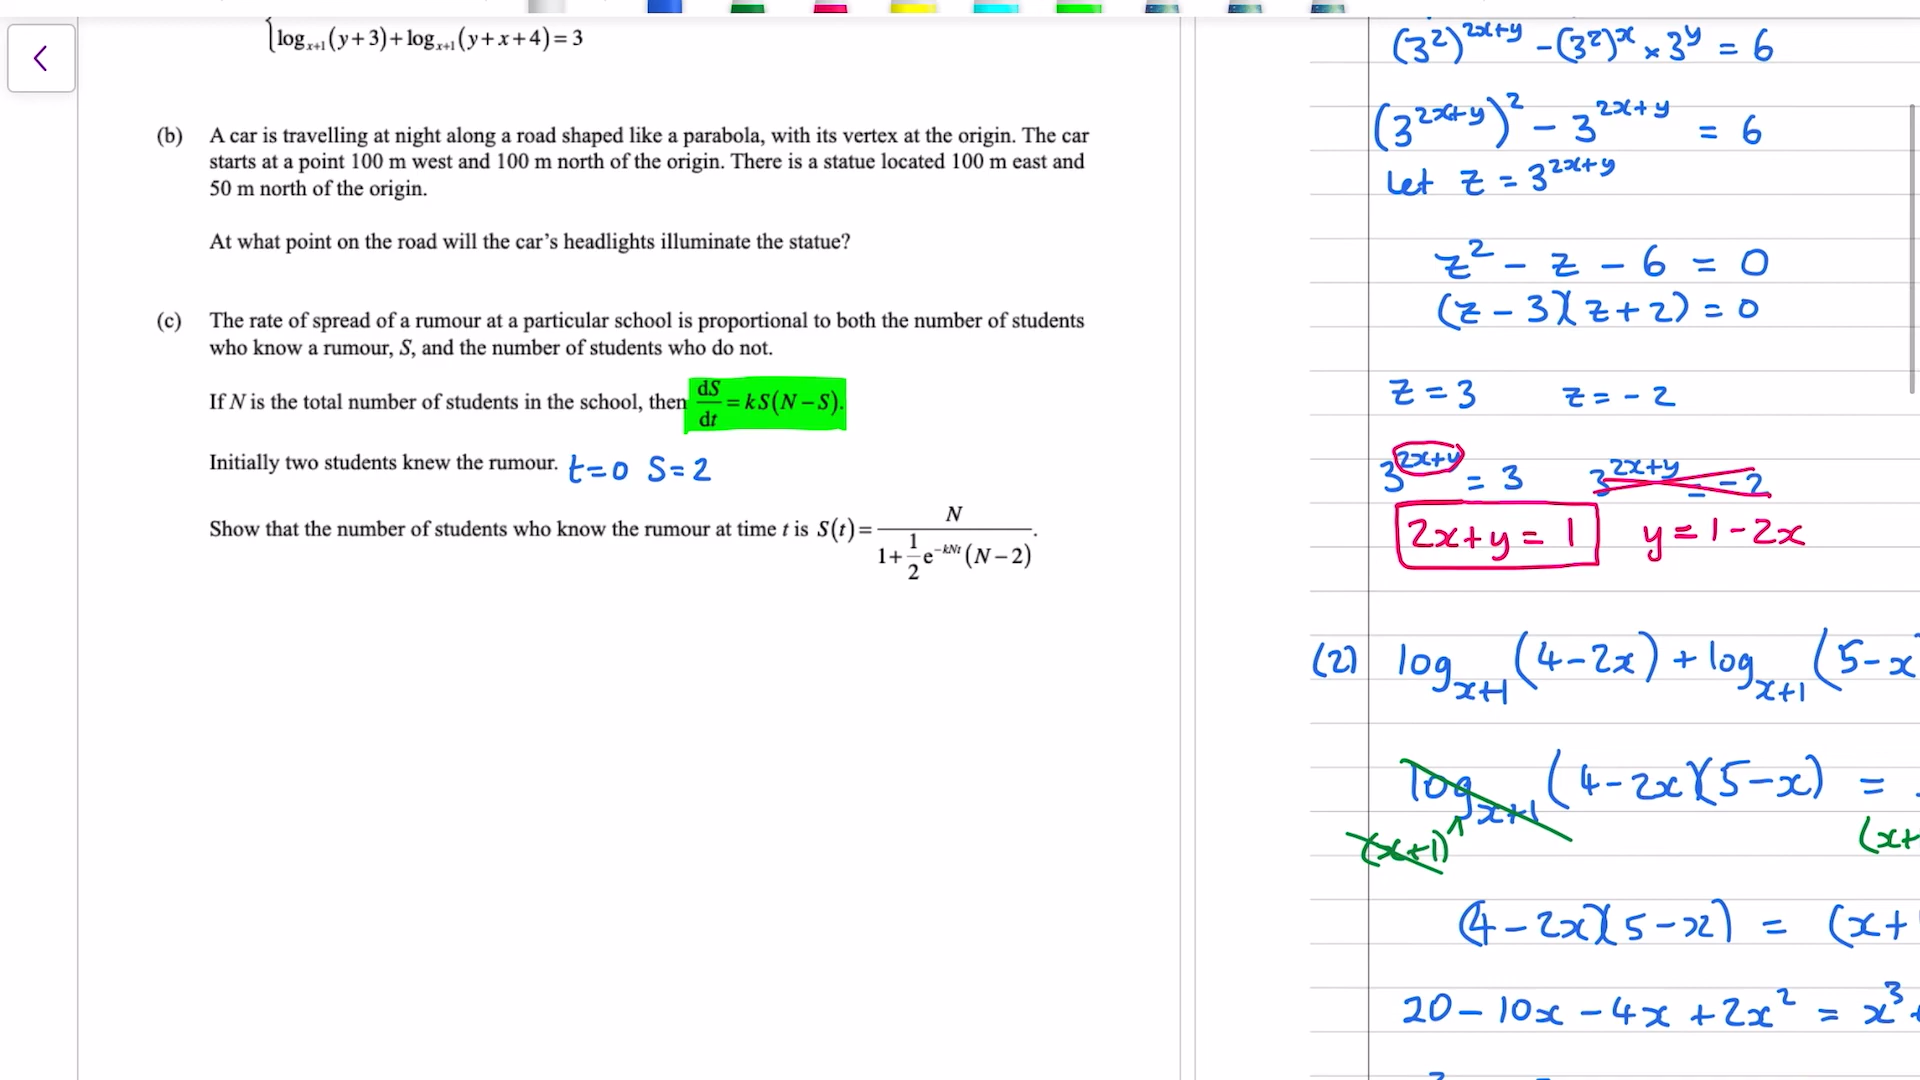 log_{x+1}(y+3)+log_{x+1}(y+x+4)=3
(b) A car is travelling at night along a road shaped like a parabola, with its vertex at the origin. The car
starts at a point 100 m west and 100 m north of the origin. There is a statue located 100 m east and
50 m north of the origin.
At what point on the road will the car's headlights illuminate the statue?
(c) The rate of spread of a rumour at a particular school is proportional to both the number of students
who know a rumour, S, and the number of students who do not.
If N is the total number of students in the school, then dS/dt = kS(N−S).
Initially two students knew the rumour. t=0 S=2
Show that the number of students who know the rumour at time t is S(t)= N/(1+1/2 e^{−kNt}(N−2)).
(3²)^{2x+y} − (3²)^x × 3^y = 6
(3^{2x+y})² − 3^{2x+y} = 6
Let z = 3^{2x+y}
z² − z − 6 = 0
(z − 3)(z + 2) = 0
z = 3 z = −2
3^{2x+y} = 3 3^{2x+y} = −2
2x+y = 1 y = 1−2x
(2) log_{x+1} (4−2x) + log_{x+1} (5−x
log_{x+1} (4−2x)(5−x) =
(x+1)^ (x+
(4−2x)(5−x) = (x+
20 − 10x − 4x + 2x² = x³